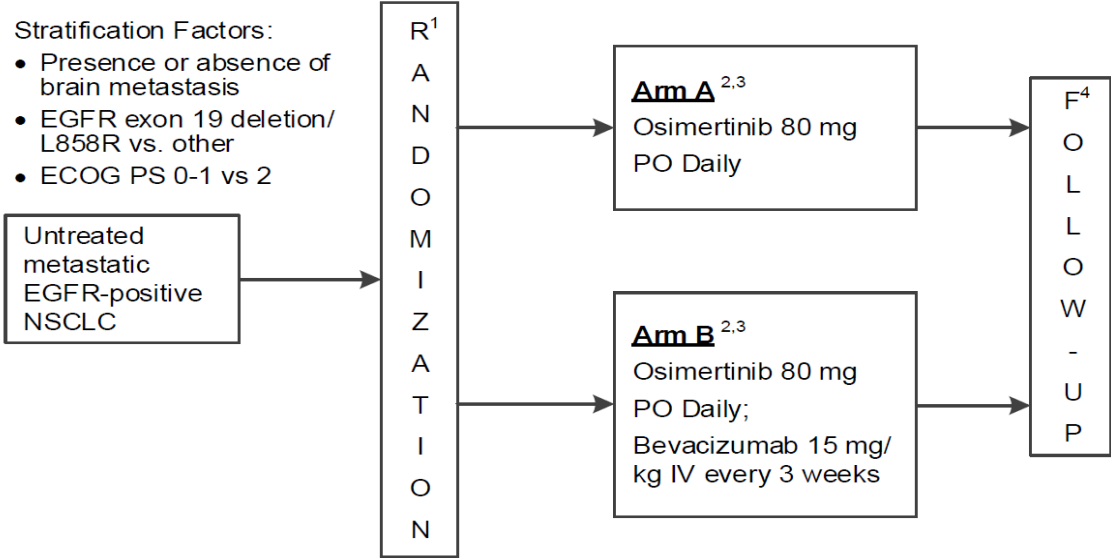 Stratification Factors:
• Presence or absence of
brain metastasis
• EGFR exon 19 deletion/
L858R vs. other
• ECOG PS 0-1 vs 2
Untreated
metastatic
EGFR-positive
NSCLC
R¹
A
N
D
O
M
I
Z
A
T
I
O
N
Arm A ²,³
Osimertinib 80 mg
PO Daily
Arm B ²,³
Osimertinib 80 mg
PO Daily;
Bevacizumab 15 mg/
kg IV every 3 weeks
F⁴
O
L
L
O
W
-
U
P